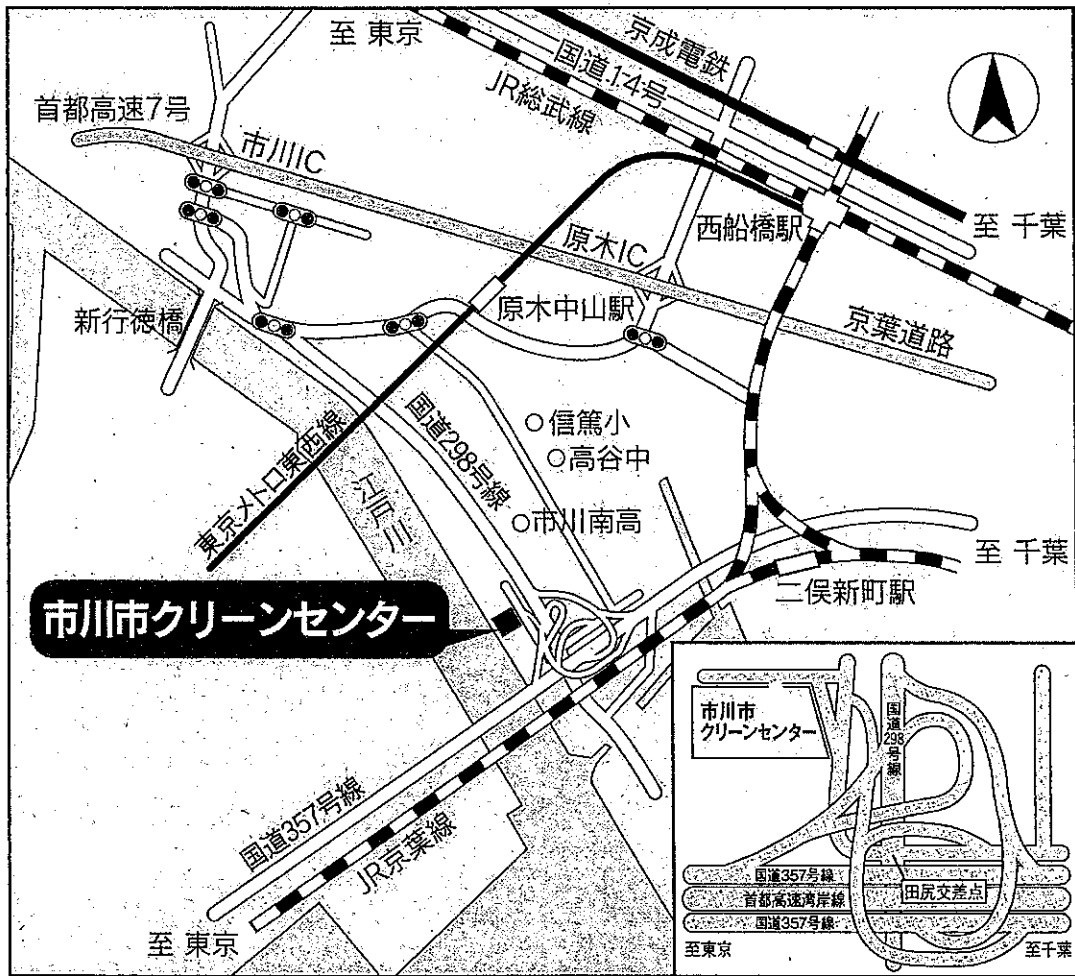 至 東京
京成電鉄
国道14号
JR総武線
首都高速7号
市川IC
西船橋駅
至 千葉
原木IC
新行徳橋
原木中山駅
京葉道路
信篤小
高谷中
国道298号線
東京メトロ東西線
江戸川
市川南高
至 千葉
二俣新町駅
市川市クリーンセンター
国道357号線
JR京葉線
至 東京
市川市
クリーンセンター
国道298号線
国道357号線
田尻交差点
首都高速湾岸線
国道357号線
至東京
至千葉